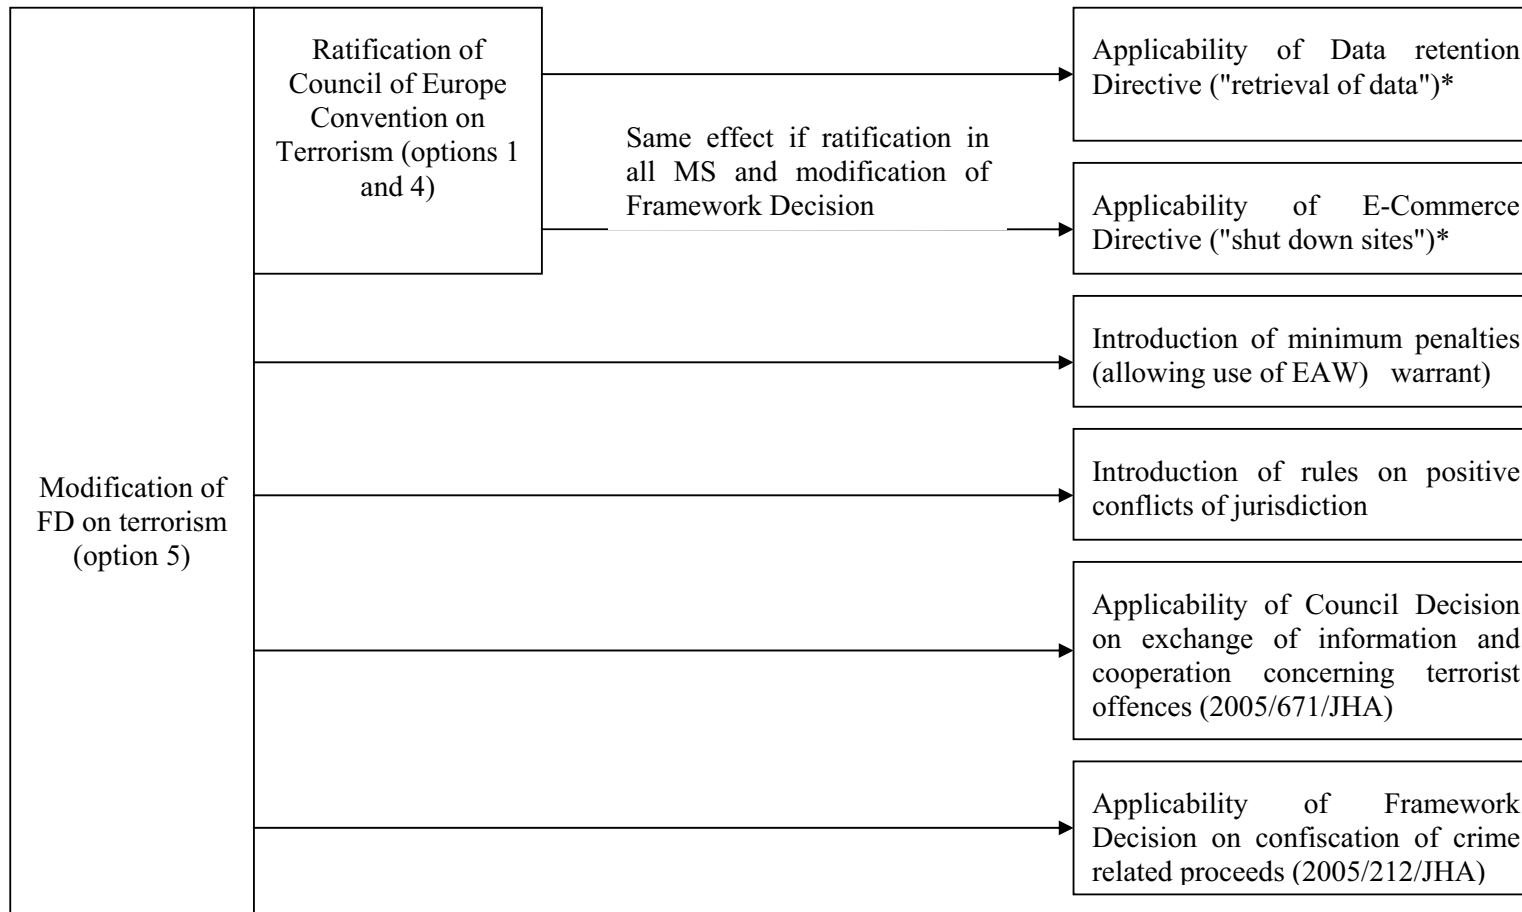 Modification of
FD on terrorism
(option 5)
Ratification of
Council of Europe
Convention on
Terrorism (options 1
and 4)
Same effect if ratification in
all MS and modification of
Framework Decision
Applicability of Data retention
Directive ("retrieval of data")*
Applicability of E-Commerce
Directive ("shut down sites")*
Introduction of minimum penalties
(allowing use of EAW) warrant)
Introduction of rules on positive
conflicts of jurisdiction
Applicability of Council Decision
on exchange of information and
cooperation concerning terrorist
offences (2005/671/JHA)
Applicability of Framework
Decision on confiscation of crime
related proceeds (2005/212/JHA)